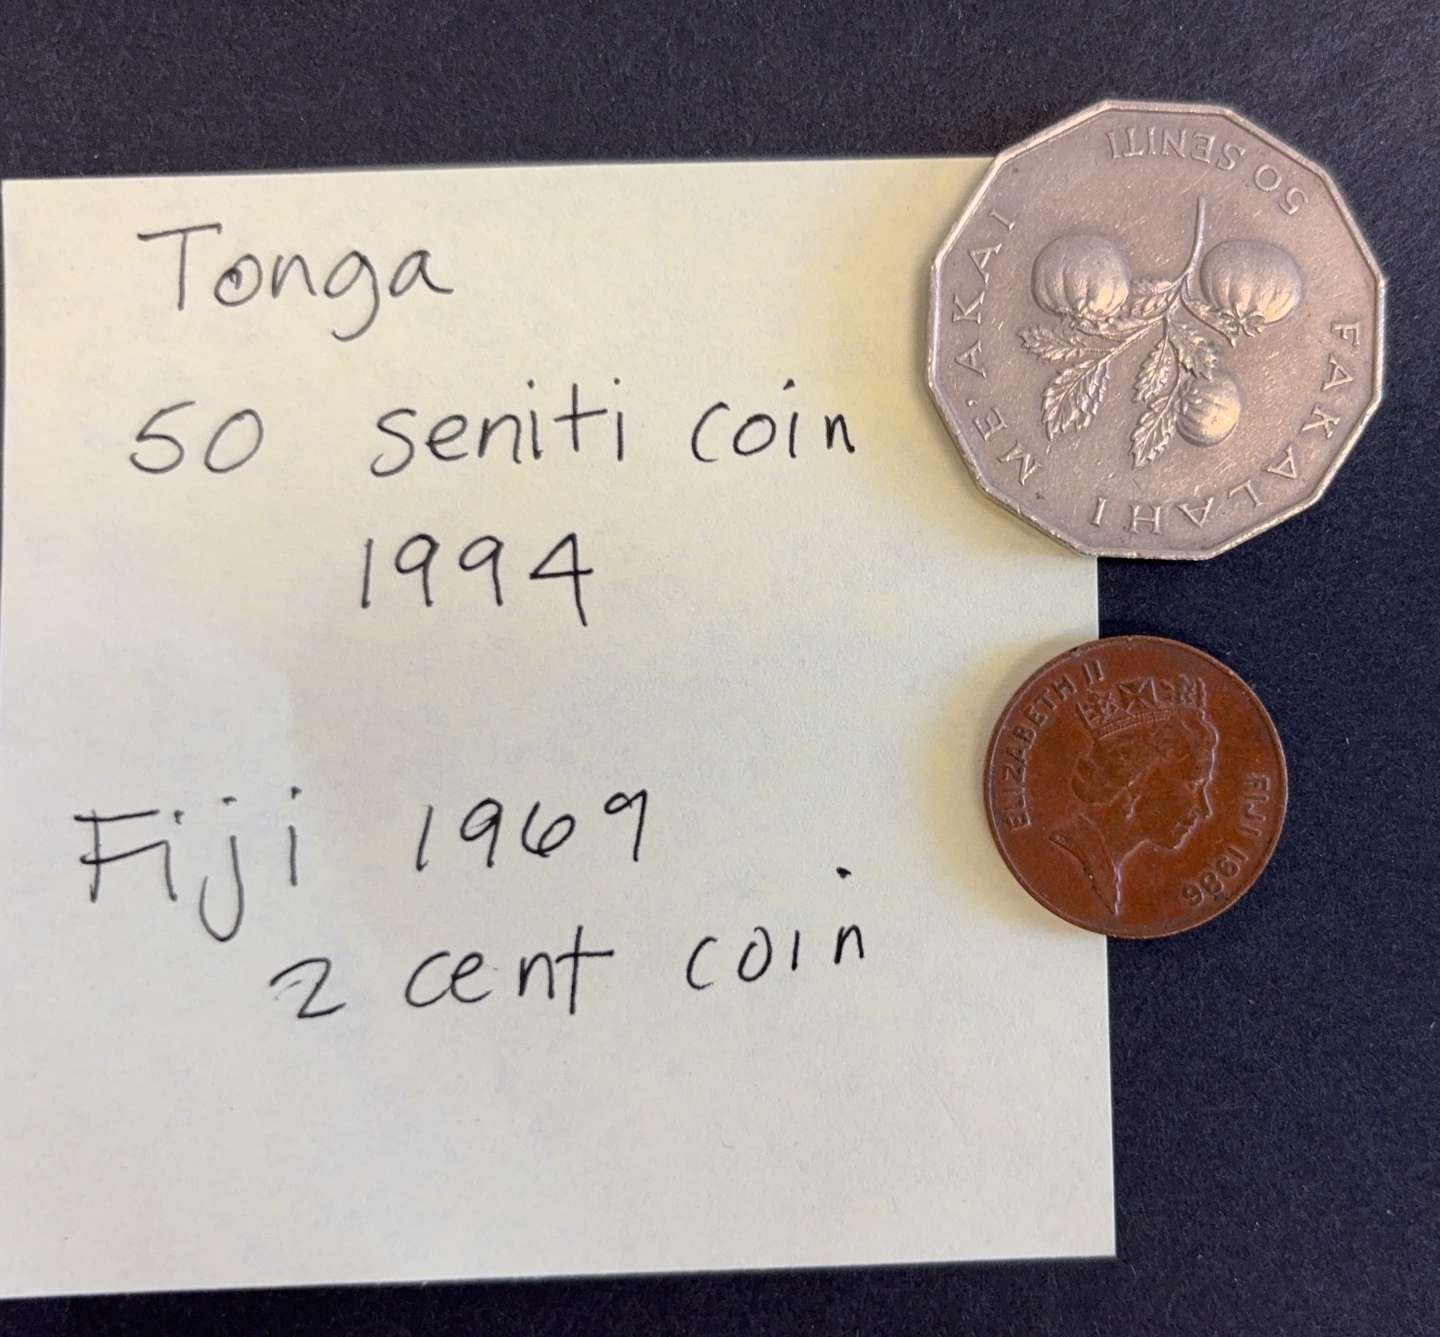 Tonga
50 seniti coin
1994
Fiji 1969
2 cent coin
FAKALAHI ME'AKAI
50 SENITI
ELIZABETH II
FIJI 1986